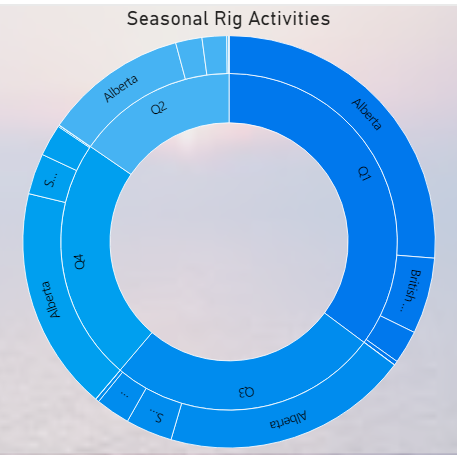 Seasonal Rig Activities
Alberta
Q1
British ...
Alberta
Q3
S...
...
Alberta
Q4
S...
Alberta
Q2